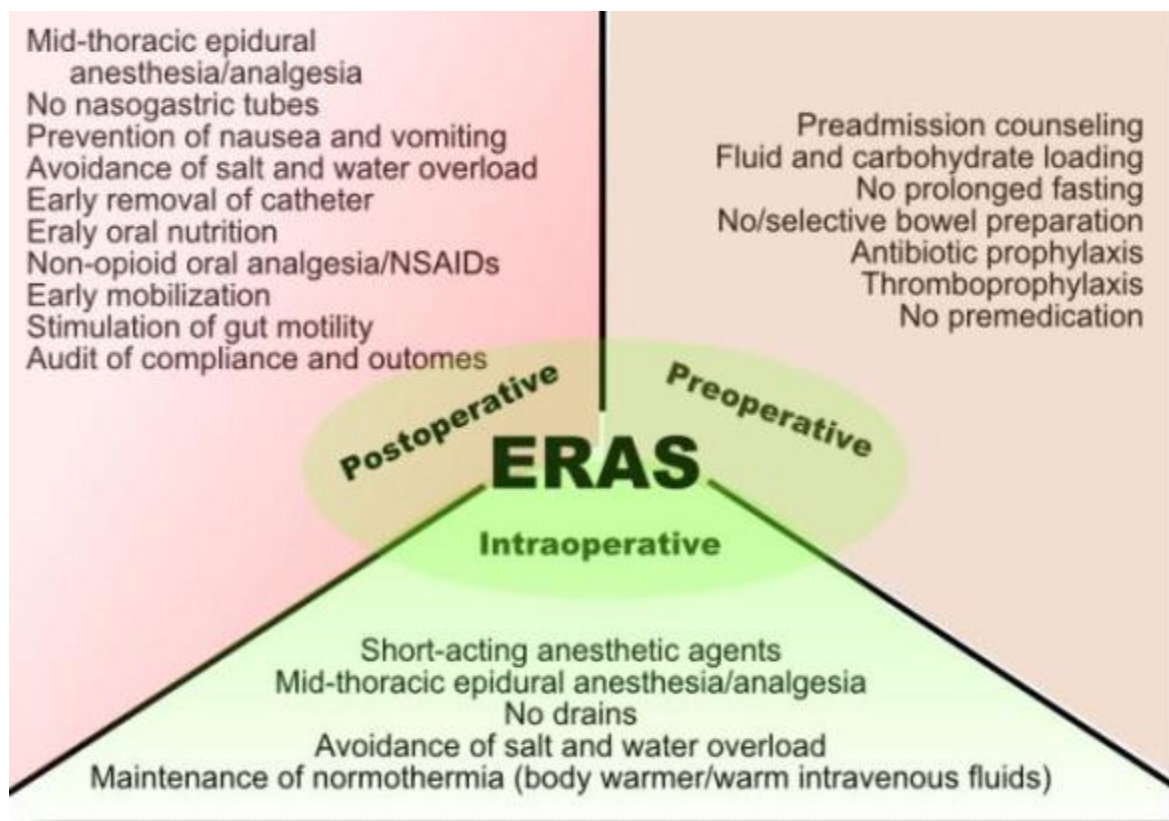 Mid-thoracic epidural
anesthesia/analgesia
No nasogastric tubes
Prevention of nausea and vomiting
Avoidance of salt and water overload
Early removal of catheter
Eraly oral nutrition
Non-opioid oral analgesia/NSAIDs
Early mobilization
Stimulation of gut motility
Audit of compliance and outcomes
Preadmission counseling
Fluid and carbohydrate loading
No prolonged fasting
No/selective bowel preparation
Antibiotic prophylaxis
Thromboprophylaxis
No premedication
Postoperative
Preoperative
ERAS
Intraoperative
Short-acting anesthetic agents
Mid-thoracic epidural anesthesia/analgesia
No drains
Avoidance of salt and water overload
Maintenance of normothermia (body warmer/warm intravenous fluids)